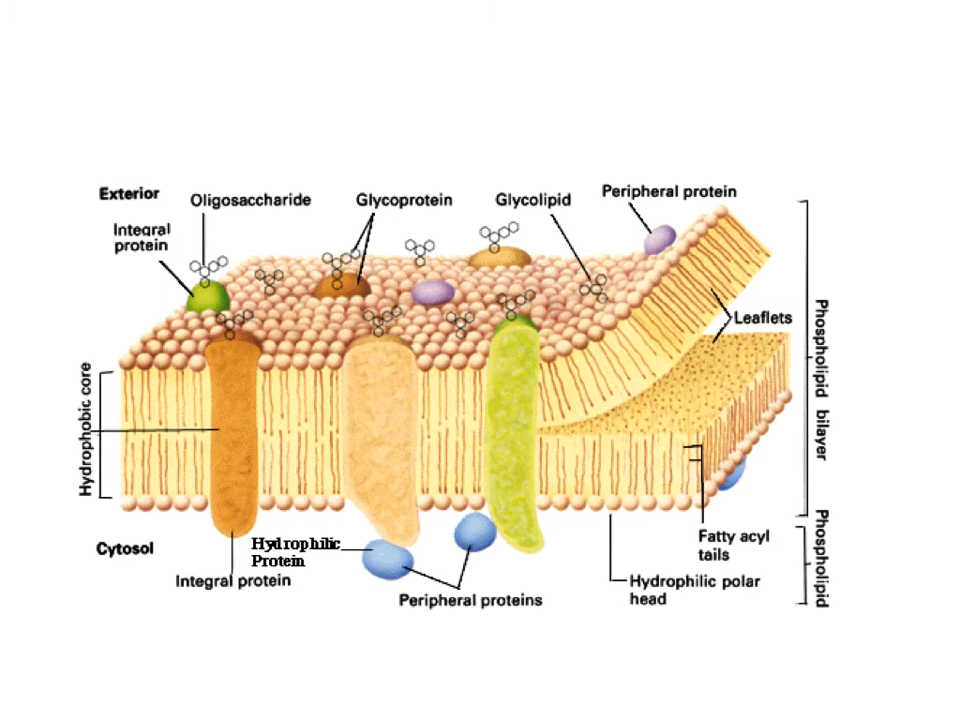 Exterior
Oligosaccharide
Glycoprotein
Glycolipid
Peripheral protein
Integral
protein
Leaflets
Phospholipid bilayer
Hydrophobic core
Cytosol
Hydrophilic
Protein
Integral protein
Peripheral proteins
Fatty acyl
tails
Hydrophilic polar
head
Phospholipid